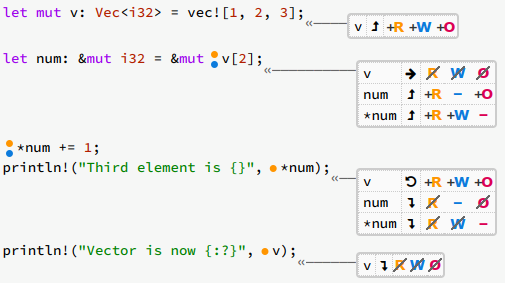 let mut v: Vec<i32> = vec![1, 2, 3];
« v ↥ +R +W +O
let num: &mut i32 = &mut v[2];
« v → R W O
num ↥ +R – +O
*num ↥ +R +W –
*num += 1;
println!("Third element is {}", *num);
« v ↻ +R +W +O
num ↴ R – O
*num ↴ R W –
println!("Vector is now {:?}", v);
« v ↴ R W O